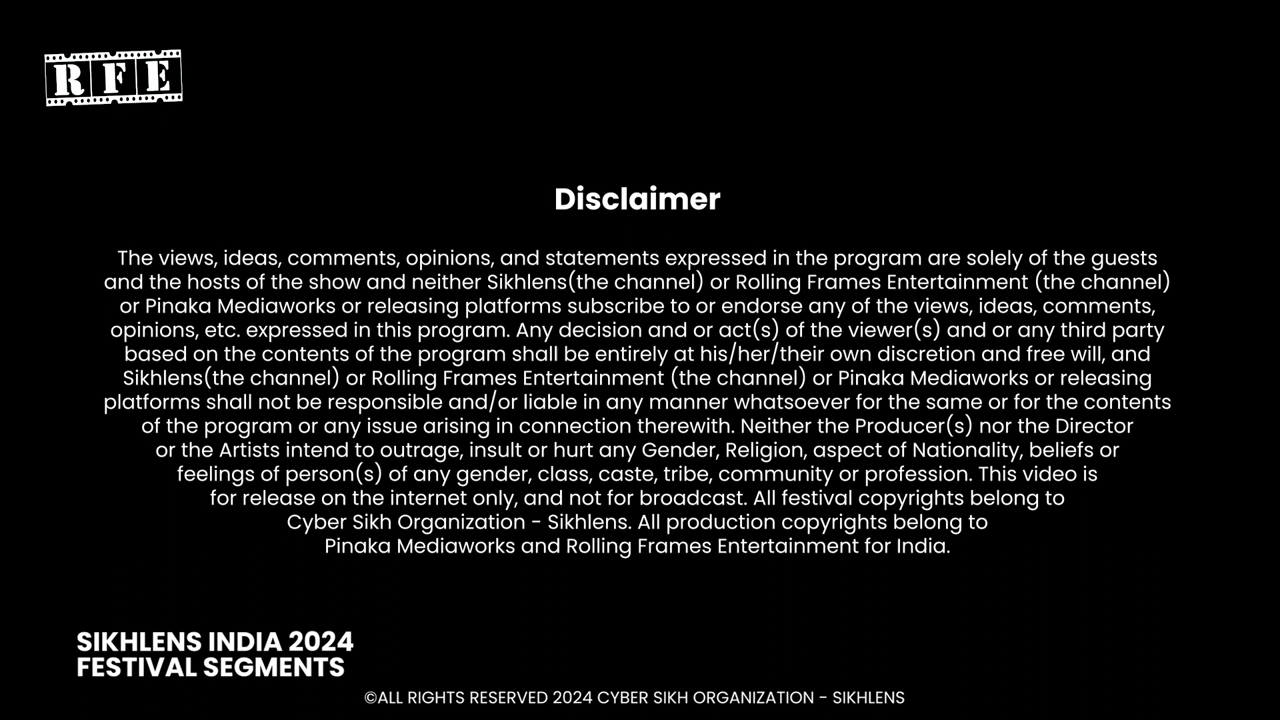 R F E
Disclaimer
The views, ideas, comments, opinions, and statements expressed in the program are solely of the guests
and the hosts of the show and neither Sikhlens(the channel) or Rolling Frames Entertainment (the channel)
or Pinaka Mediaworks or releasing platforms subscribe to or endorse any of the views, ideas, comments,
opinions, etc. expressed in this program. Any decision and or act(s) of the viewer(s) and or any third party
based on the contents of the program shall be entirely at his/her/their own discretion and free will, and
Sikhlens(the channel) or Rolling Frames Entertainment (the channel) or Pinaka Mediaworks or releasing
platforms shall not be responsible and/or liable in any manner whatsoever for the same or for the contents
of the program or any issue arising in connection therewith. Neither the Producer(s) nor the Director
or the Artists intend to outrage, insult or hurt any Gender, Religion, aspect of Nationality, beliefs or
feelings of person(s) of any gender, class, caste, tribe, community or profession. This video is
for release on the internet only, and not for broadcast. All festival copyrights belong to
Cyber Sikh Organization - Sikhlens. All production copyrights belong to
Pinaka Mediaworks and Rolling Frames Entertainment for India.
SIKHLENS INDIA 2024
FESTIVAL SEGMENTS
©ALL RIGHTS RESERVED 2024 CYBER SIKH ORGANIZATION - SIKHLENS